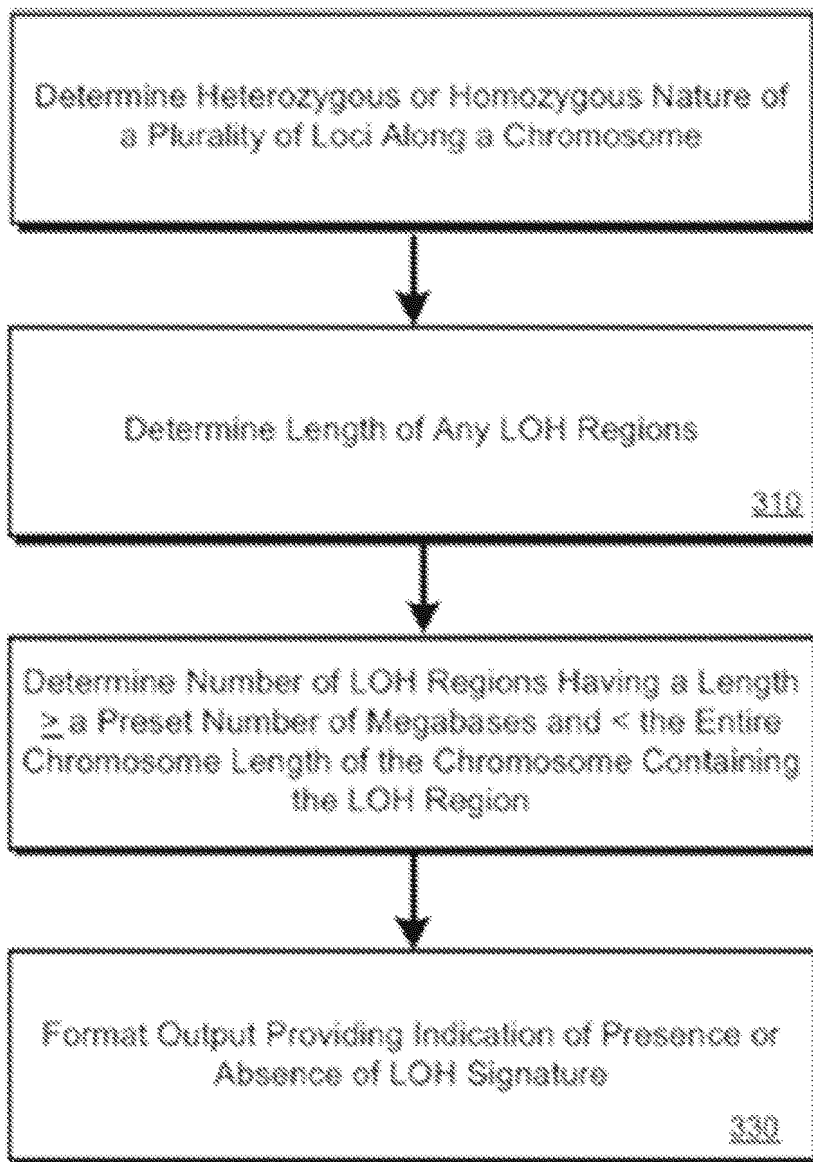 Determine Heterozygous or Homozygous Nature of
a Plurality of Loci Along a Chromosome
Determine Length of Any LOH Regions
310
Determine Number of LOH Regions Having a Length
≥ a Preset Number of Megabases and < the Entire
Chromosome Length of the Chromosome Containing
the LOH Region
Format Output Providing Indication of Presence or
Absence of LOH Signature
330